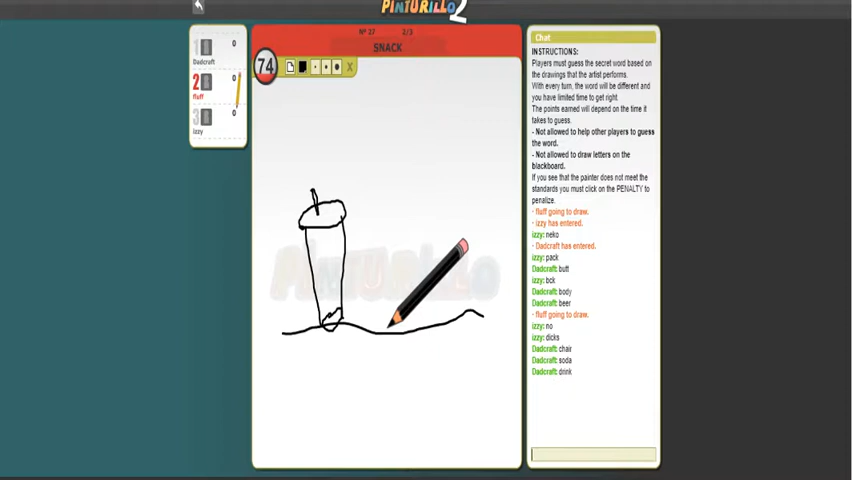 PINTURILLO 2
1
0
Dadcraft
2
0
fluff
3
0
izzy
Nº 27 2/3
SNACK
74
X
Chat
INSTRUCTIONS:
Players must guess the secret word based
on the drawings that the artist performs.
With every turn, the word will be different and
you have limited time to get right.
The points earned will depend on the time it
takes to guess.
- Not allowed to help other players to guess
the word.
- Not allowed to draw letters on the
blackboard.
If you see that the painter does not meet the
standards you must click on the PENALTY to
penalize.
· fluff going to draw.
· izzy has entered.
izzy: neko
· Dadcraft has entered.
izzy: pack
Dadcraft: butt
izzy: bck
Dadcraft: body
Dadcraft: beer
· fluff going to draw.
izzy: no
izzy: dicks
Dadcraft: chair
Dadcraft: soda
Dadcraft: drink
PINTURILLO